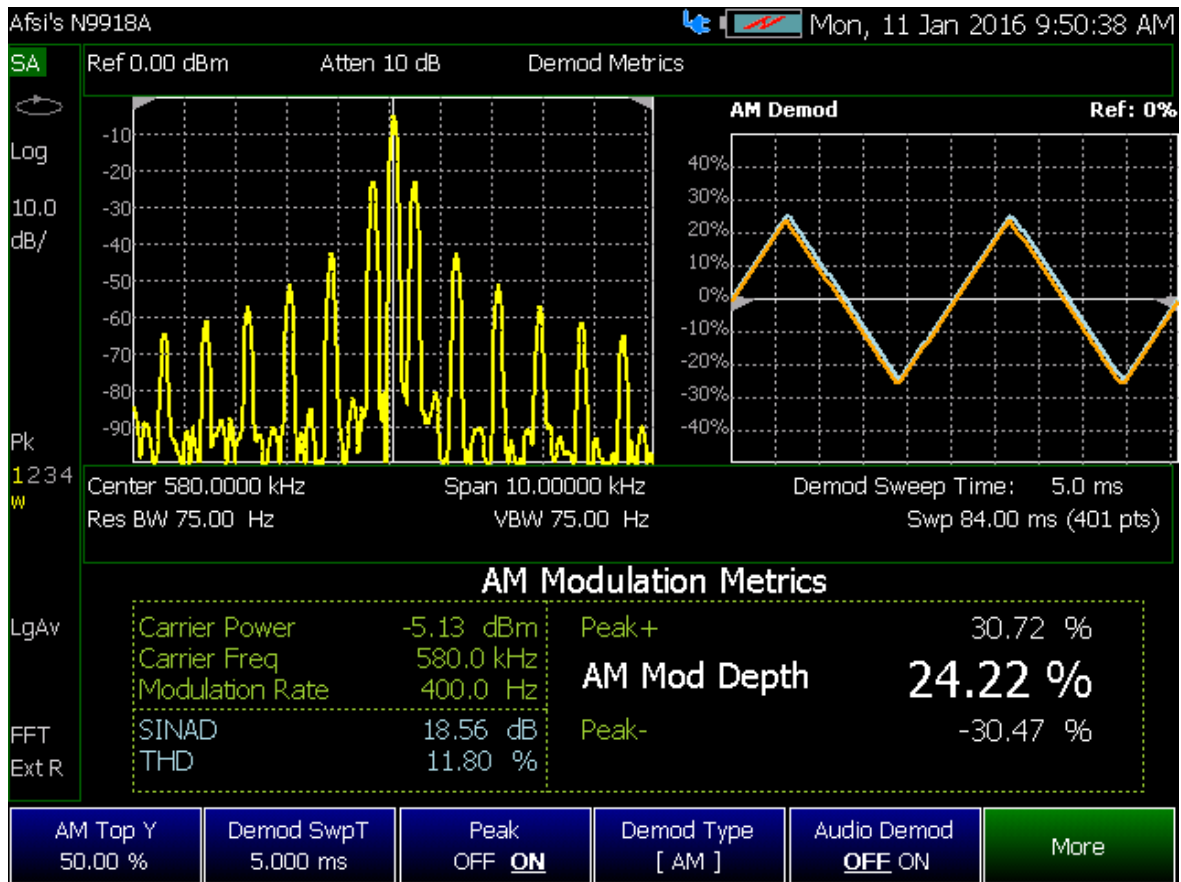 Afsi's N9918A Mon, 11 Jan 2016 9:50:38 AM
SA Ref 0.00 dBm Atten 10 dB Demod Metrics
AM Demod Ref: 0%
Log
10.0
dB/
Pk
1234
W
LgAv
FFT
Ext R
-10
-20
-30
-40
-50
-60
-70
-80
-90
40%
30%
20%
10%
0%
-10%
-20%
-30%
-40%
Center 580.0000 kHz Span 10.00000 kHz Demod Sweep Time: 5.0 ms
Res BW 75.00 Hz VBW 75.00 Hz Swp 84.00 ms (401 pts)
AM Modulation Metrics
Carrier Power -5.13 dBm
Carrier Freq 580.0 kHz
Modulation Rate 400.0 Hz
SINAD 18.56 dB
THD 11.80 %
Peak+ 30.72 %
AM Mod Depth 24.22 %
Peak- -30.47 %
AM Top Y
50.00 %
Demod SwpT
5.000 ms
Peak
OFF ON
Demod Type
[ AM ]
Audio Demod
OFF ON
More